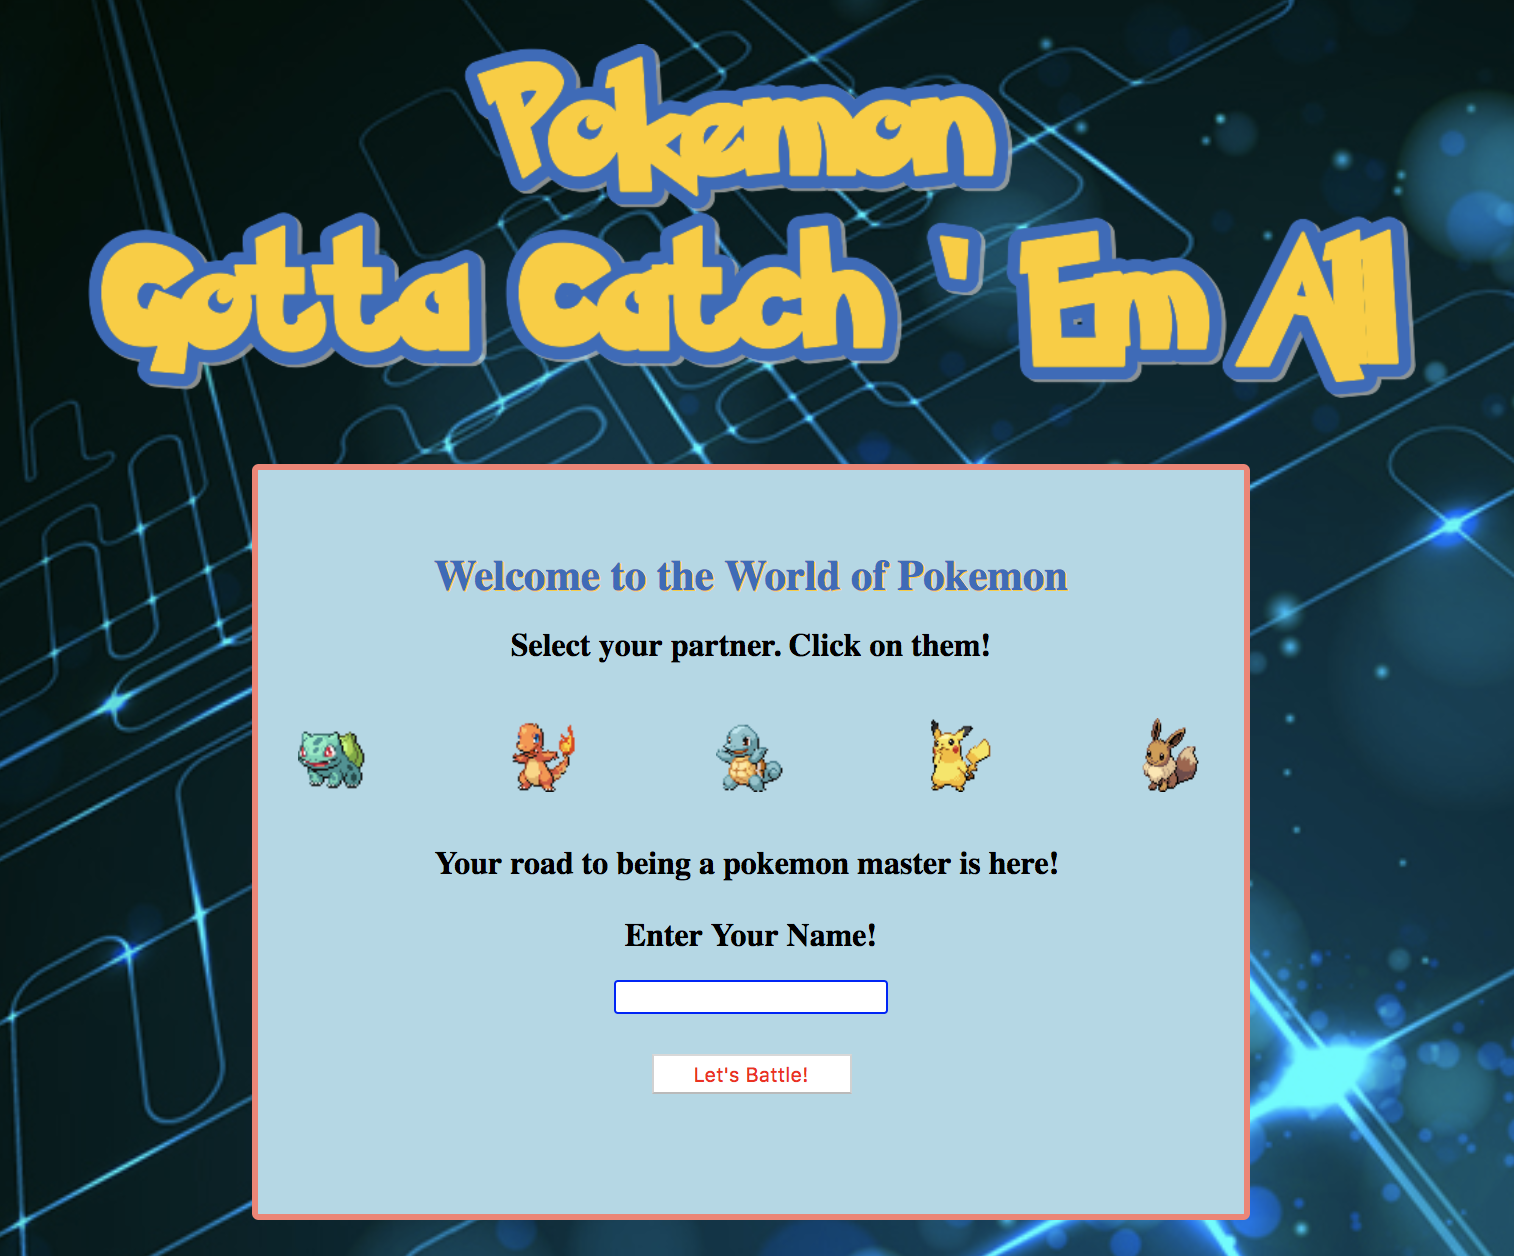 Pokemon
Gotta Catch ' Em All
Welcome to the World of Pokemon
Select your partner. Click on them!
Your road to being a pokemon master is here!
Enter Your Name!
Let's Battle!